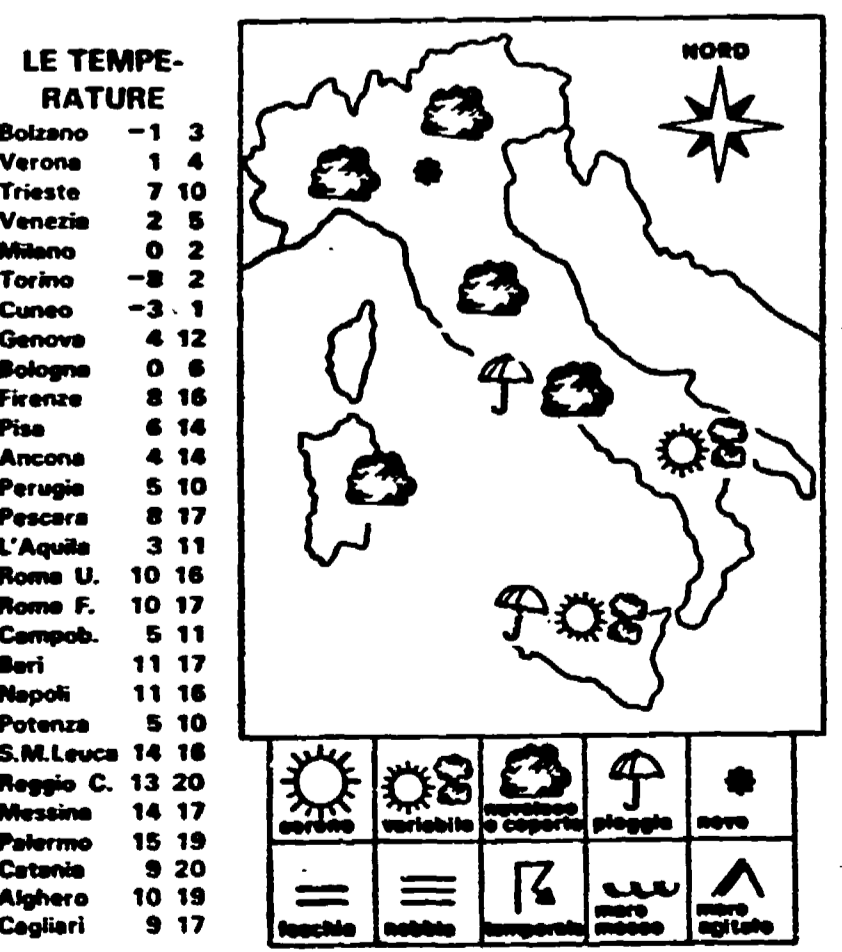 LE TEMPE-
RATURE
Bolzano −1 3
Verona 1 4
Trieste 7 10
Venezia 2 5
Milano 0 2
Torino −8 2
Cuneo −3 1
Genova 4 12
Bologna 0 6
Firenze 8 16
Pisa 6 14
Ancona 4 14
Perugia 5 10
Pescara 8 17
L'Aquila 3 11
Roma U. 10 16
Roma F. 10 17
Campob. 5 11
Bari 11 17
Napoli 11 16
Potenza 5 10
S.M.Leuca 14 16
Reggio C. 13 20
Messina 14 17
Palermo 15 19
Catania 9 20
Alghero 10 19
Cagliari 9 17
NORD
sereno
variabile
nuvoloso
o coperto
pioggia
neve
foschia
nebbia
temporale
mare
mosso
mare
agitato